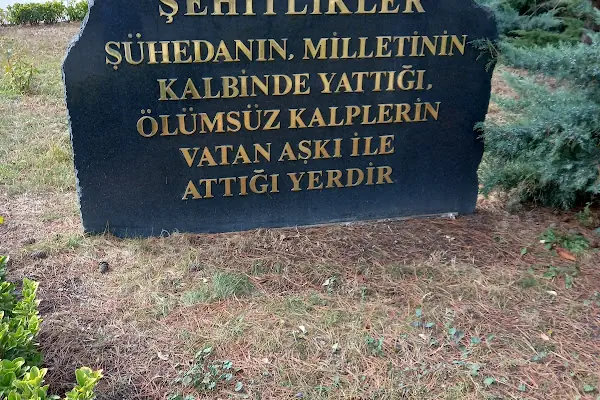 ŞEHİTLİKLER
ŞÜHEDANIN, MİLLETİNİN
KALBİNDE YATTIĞI,
ÖLÜMSÜZ KALPLERİN
VATAN AŞKI İLE
ATTIĞI YERDİR